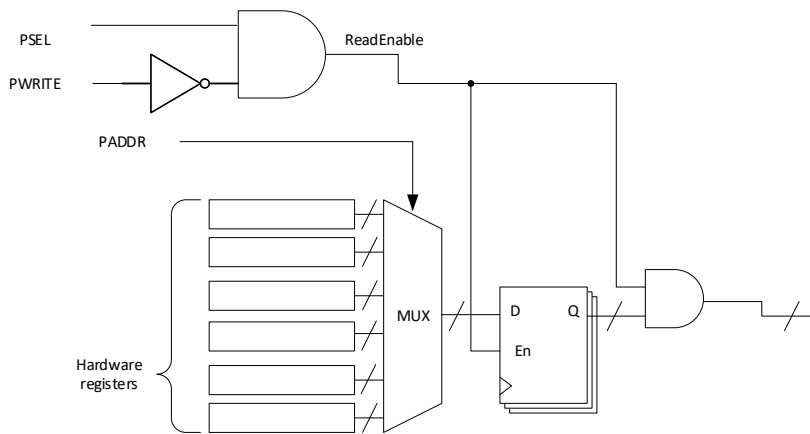 PSEL
ReadEnable
PWRITE
PADDR
MUX
D
Q
En
Hardware
registers